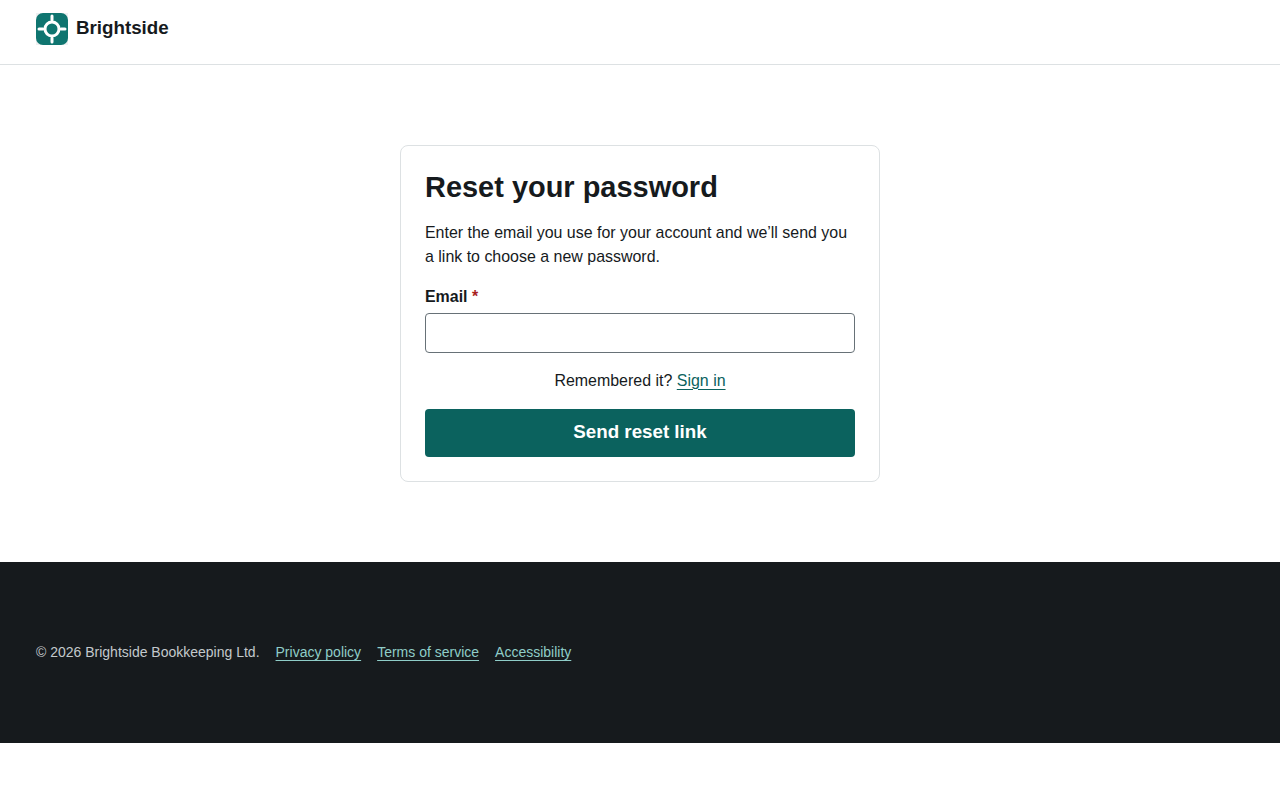 Brightside
Reset your password
Enter the email you use for your account and we’ll send you
a link to choose a new password.
Email *
Remembered it? Sign in
Send reset link
© 2026 Brightside Bookkeeping Ltd. Privacy policy Terms of service Accessibility